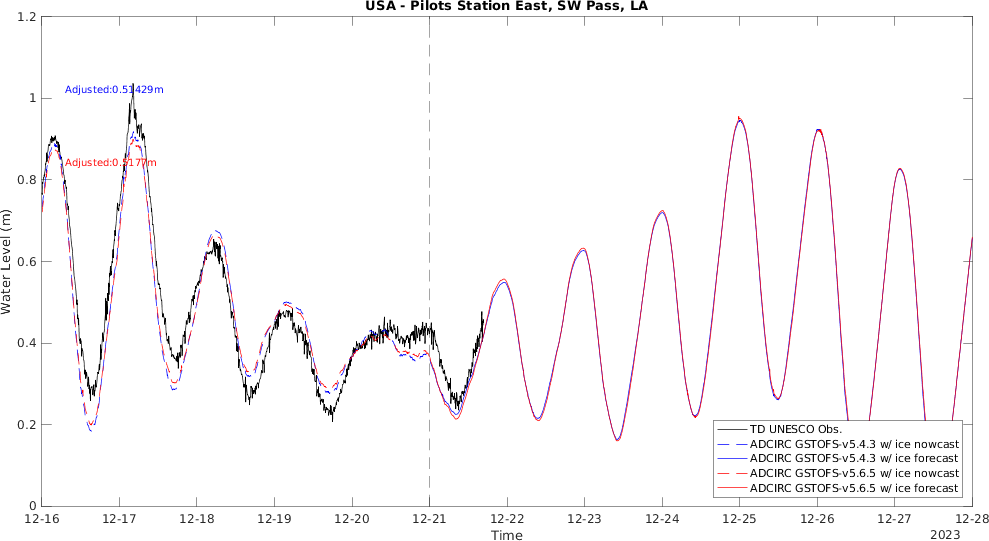 USA - Pilots Station East, SW Pass, LA
1.2
1
0.8
0.6
0.4
0.2
0
Water Level (m)
Adjusted:0.51429m
Adjusted:0.5177m
TD UNESCO Obs.
ADCIRC GSTOFS-v5.4.3 w/ ice nowcast
ADCIRC GSTOFS-v5.4.3 w/ ice forecast
ADCIRC GSTOFS-v5.6.5 w/ ice nowcast
ADCIRC GSTOFS-v5.6.5 w/ ice forecast
12-16 12-17 12-18 12-19 12-20 12-21 12-22 12-23 12-24 12-25 12-26 12-27 12-28
Time
2023